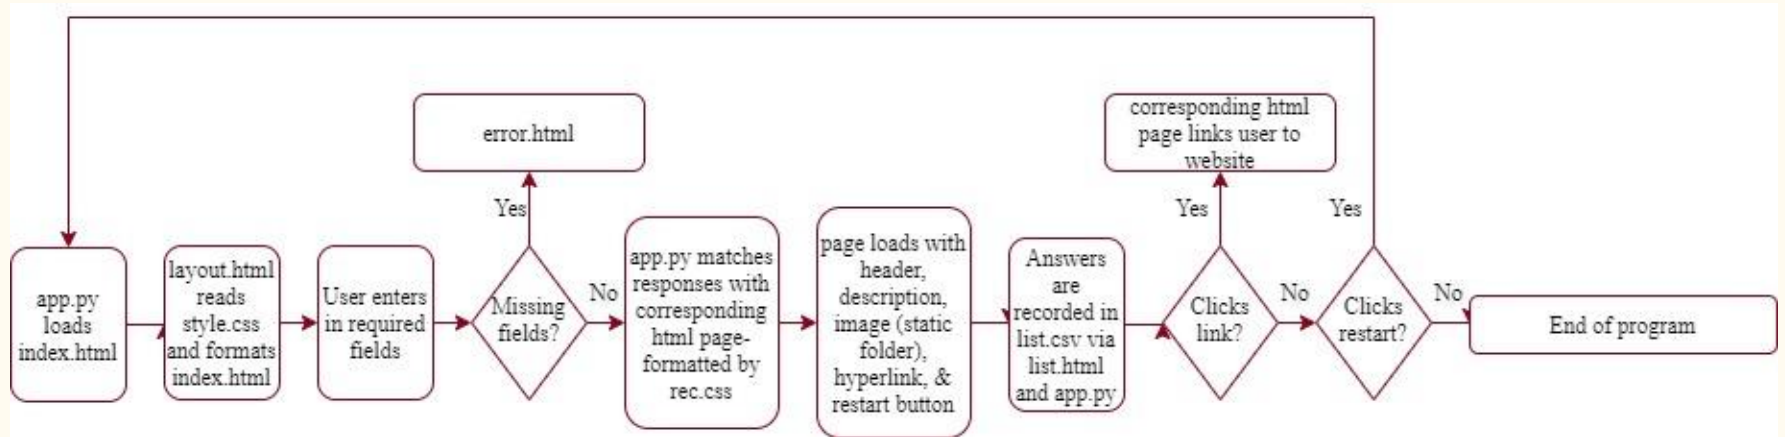 error.html
corresponding html
page links user to
website
Yes
Yes
Yes
app.py
loads
index.html
layout.html
reads
style.css
and formats
index.html
User enters
in required
fields
Missing
fields?
No
app.py matches
responses with
corresponding
html page-
formatted by
rec.css
page loads with
header,
description,
image (static
folder),
hyperlink, &
restart button
Answers
are
recorded in
list.csv via
list.html
and app.py
Clicks
link?
No
Clicks
restart?
No
End of program